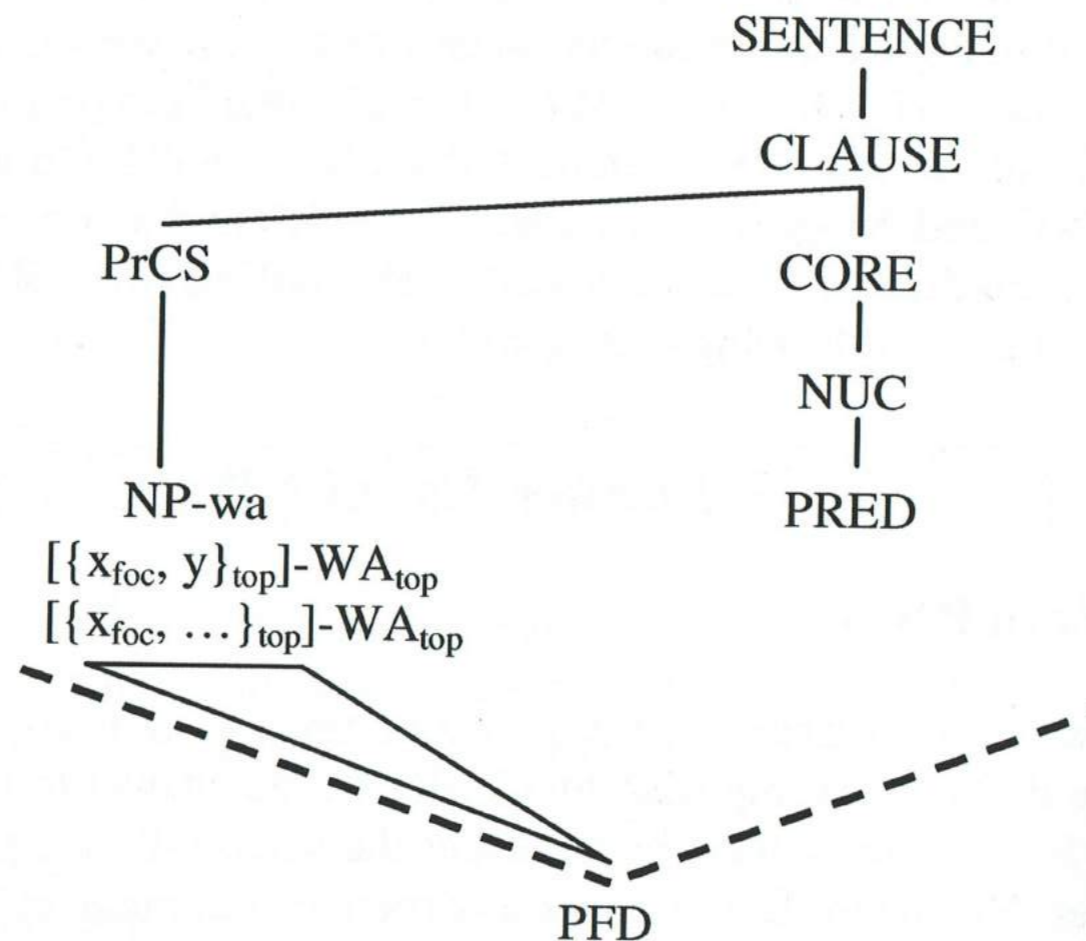 SENTENCE
CLAUSE
PrCS
CORE
NUC
NP-wa
PRED
[{x_foc, y}_top]-WA_top
[{x_foc, …}_top]-WA_top
PFD